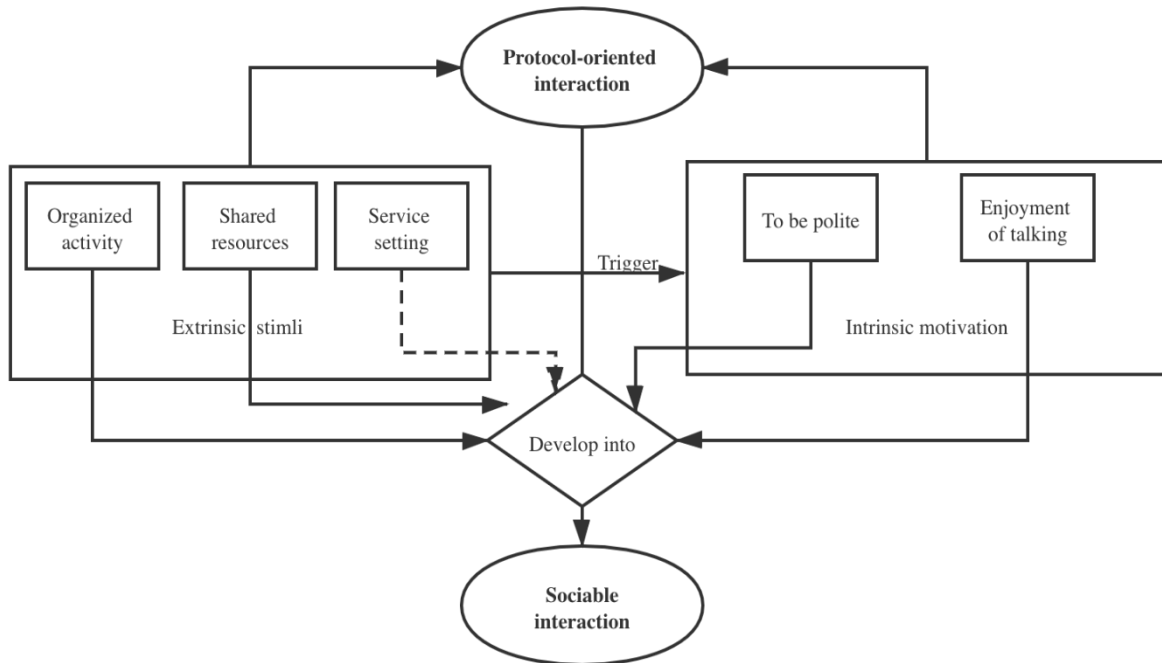 Protocol-oriented
interaction
Organized
activity
Shared
resources
Service
setting
Trigger
To be polite
Enjoyment
of talking
Extrinsic stimli
Intrinsic motivation
Develop into
Sociable
interaction